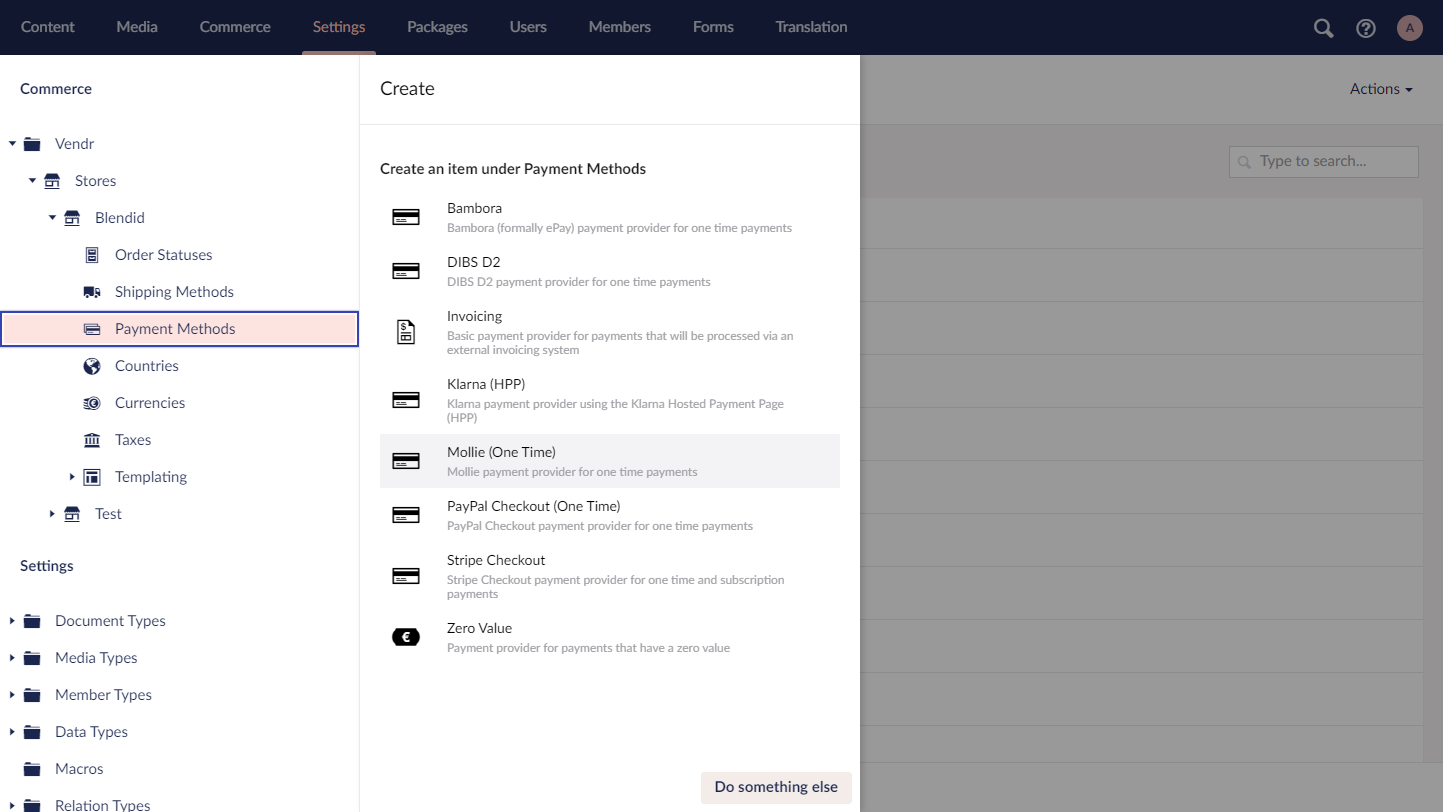 Content Media Commerce Settings Packages Users Members Forms Translation A
Commerce
Vendr
Stores
Blendid
Order Statuses
Shipping Methods
Payment Methods
Countries
Currencies
Taxes
Templating
Test
Settings
Document Types
Media Types
Member Types
Data Types
Macros
Relation Types
Create
Create an item under Payment Methods
Bambora
Bambora (formally ePay) payment provider for one time payments
DIBS D2
DIBS D2 payment provider for one time payments
Invoicing
Basic payment provider for payments that will be processed via an
external invoicing system
Klarna (HPP)
Klarna payment provider using the Klarna Hosted Payment Page
(HPP)
Mollie (One Time)
Mollie payment provider for one time payments
PayPal Checkout (One Time)
PayPal Checkout payment provider for one time payments
Stripe Checkout
Stripe Checkout payment provider for one time and subscription
payments
Zero Value
Payment provider for payments that have a zero value
Do something else
Actions
Type to search...